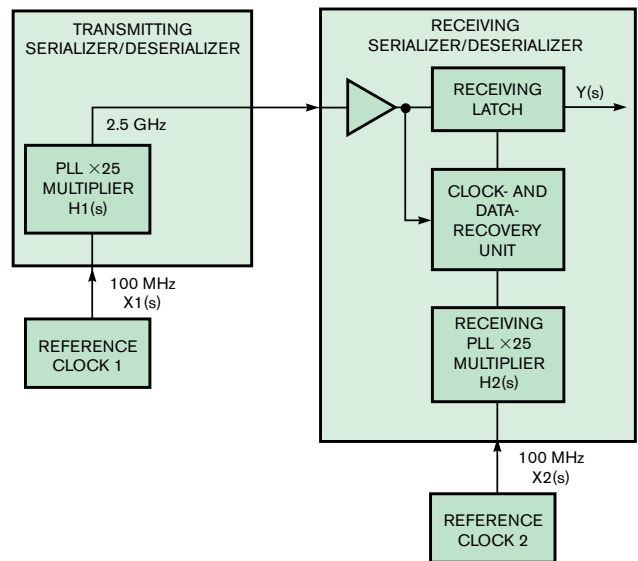 TRANSMITTING
SERIALIZER/DESERIALIZER
2.5 GHz
PLL ×25
MULTIPLIER
H1(s)
100 MHz
X1(s)
REFERENCE
CLOCK 1
RECEIVING
SERIALIZER/DESERIALIZER
RECEIVING
LATCH
Y(s)
CLOCK- AND
DATA-
RECOVERY
UNIT
RECEIVING
PLL ×25
MULTIPLIER
H2(s)
100 MHz
X2(s)
REFERENCE
CLOCK 2